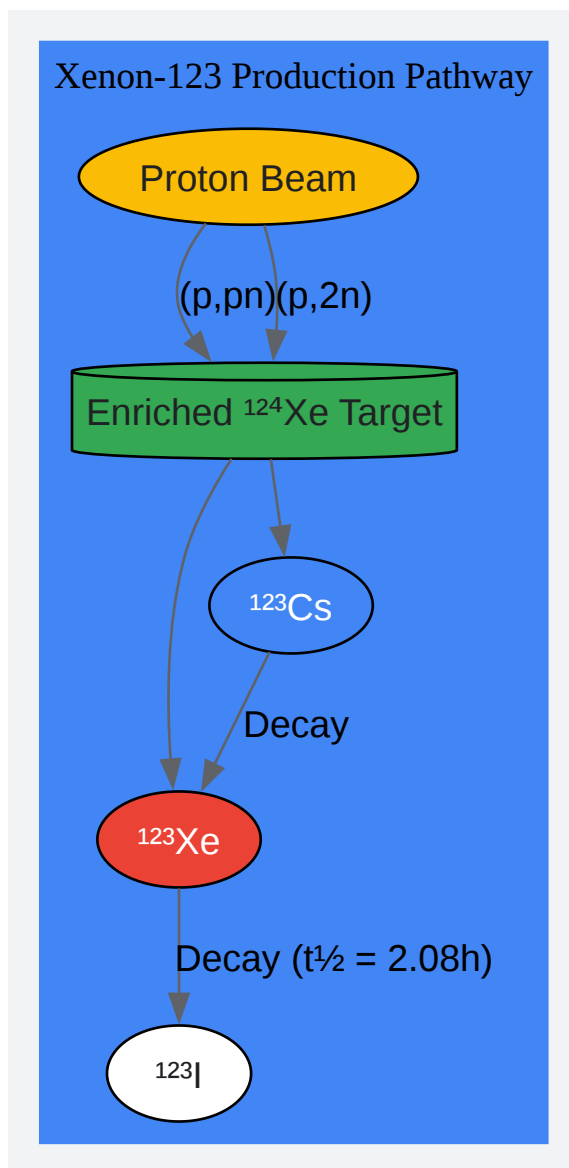 Xenon-123 Production Pathway
Proton Beam
(p,pn)
(p,2n)
Enriched ¹²⁴Xe Target
¹²³Cs
Decay
¹²³Xe
Decay (t½ = 2.08h)
¹²³I